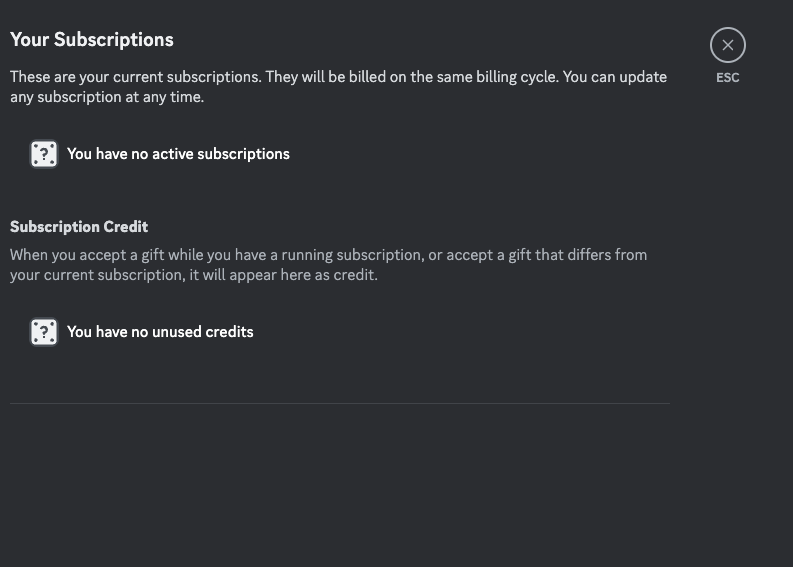 Your Subscriptions
ESC
These are your current subscriptions. They will be billed on the same billing cycle. You can update
any subscription at any time.
? You have no active subscriptions
Subscription Credit
When you accept a gift while you have a running subscription, or accept a gift that differs from
your current subscription, it will appear here as credit.
? You have no unused credits